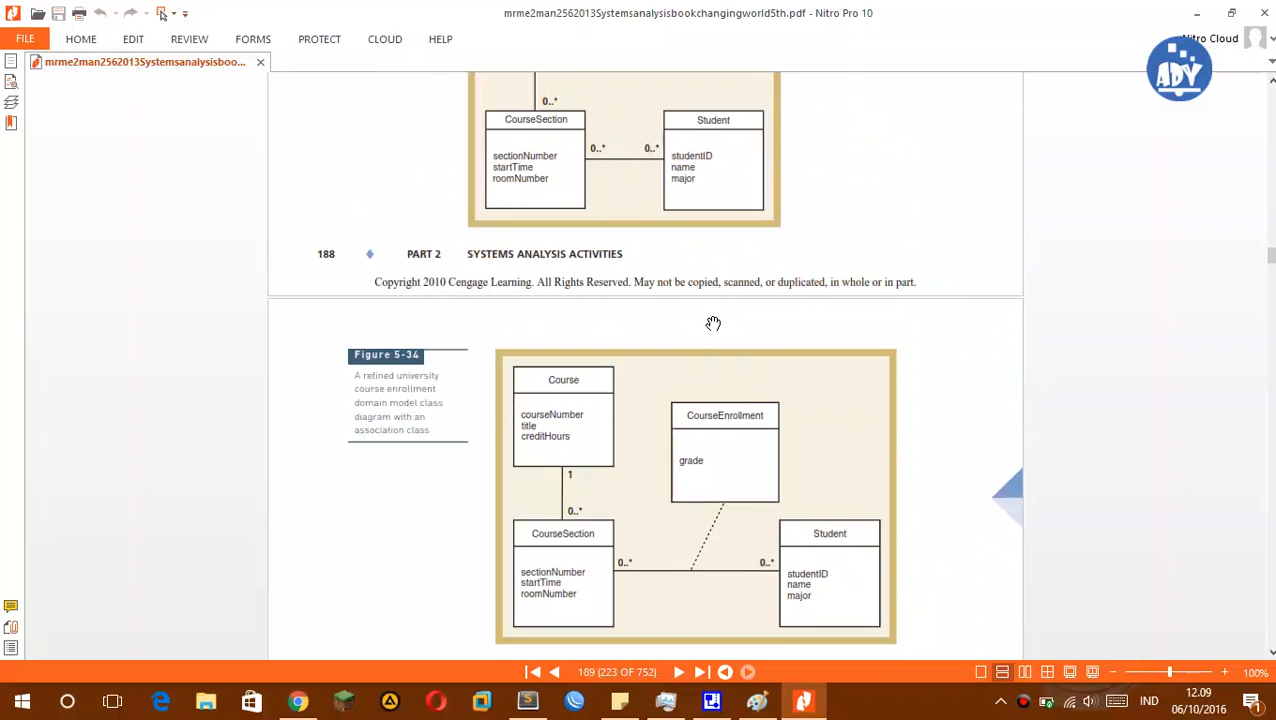 mrme2man2562013Systemsanalysisbookchangingworld5th.pdf - Nitro Pro 10
FILE HOME EDIT REVIEW FORMS PROTECT CLOUD HELP
Nitro Cloud
mrme2man2562013Systemsanalysisboo...
ADY
0..*
CourseSection
sectionNumber
startTime
roomNumber
0..* 0..*
Student
studentID
name
major
188 PART 2 SYSTEMS ANALYSIS ACTIVITIES
Copyright 2010 Cengage Learning. All Rights Reserved. May not be copied, scanned, or duplicated, in whole or in part.
Figure 5-34
A refined university
course enrollment
domain model class
diagram with an
association class
Course
courseNumber
title
creditHours
CourseEnrollment
grade
1
0..*
CourseSection
sectionNumber
startTime
roomNumber
0..* 0..*
Student
studentID
name
major
189 (223 OF 752)
100%
IND
12.09
06/10/2016